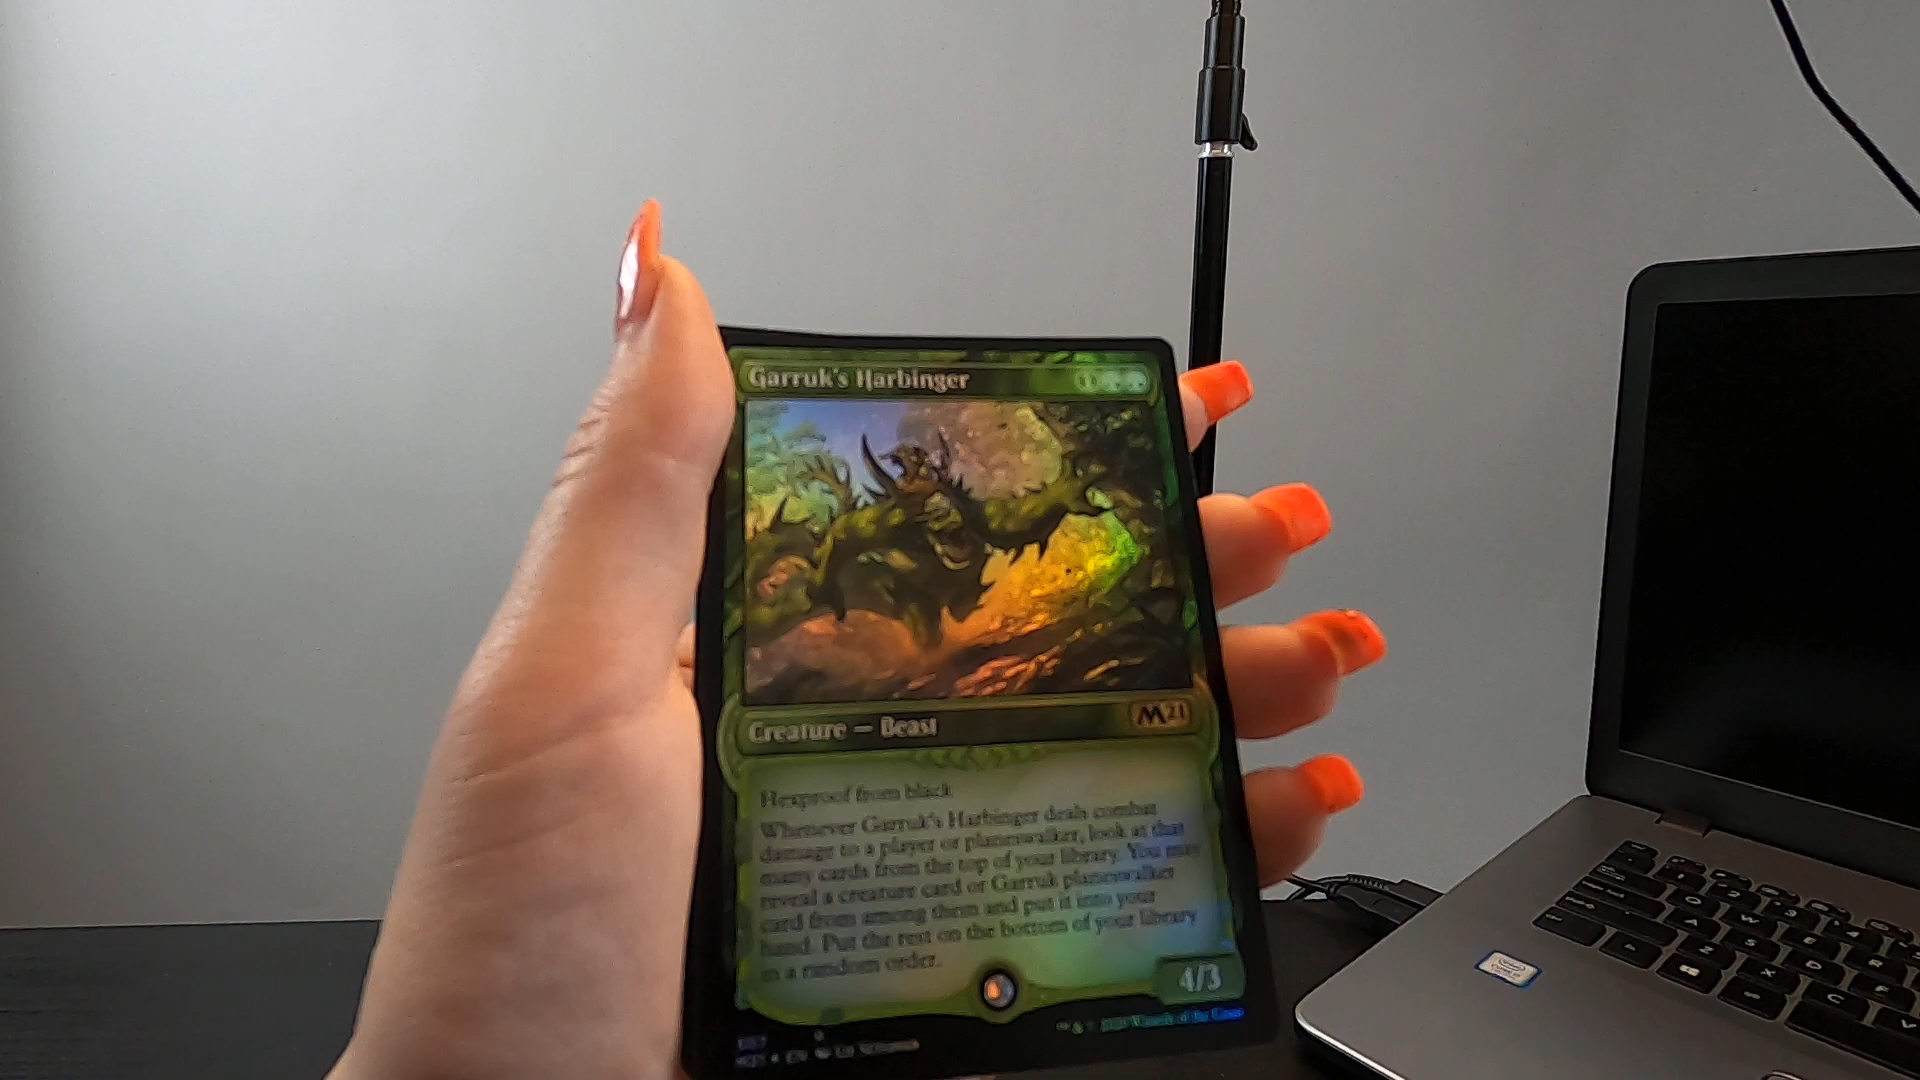 Garruk's Harbinger
1
Creature — Beast
M21
Hexproof from black
Whenever Garruk's Harbinger deals combat
damage to a player or planeswalker, look at that
many cards from the top of your library. You may
reveal a creature card or Garruk planeswalker
card from among them and put it into your
hand. Put the rest on the bottom of your library
in a random order.
4/3